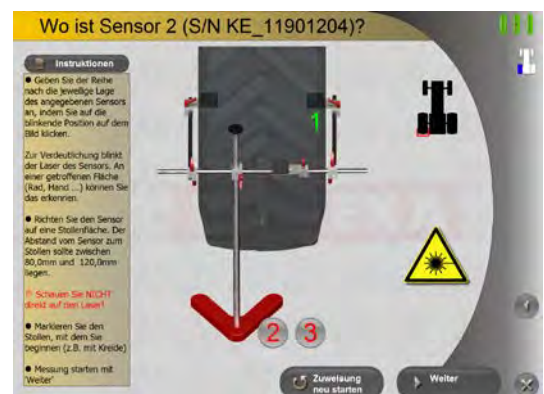 Wo ist Sensor 2 (S/N KE_11901204)?
Instruktionen
● Geben Sie der Reihe
nach die jeweilige Lage
des angegebenen Sensors
an, indem Sie auf die
blinkende Position auf dem
Bild klicken.
Zur Verdeutlichung blinkt
der Laser des Sensors. An
einer getroffenen Fläche
(Rad, Hand ...) können Sie
das erkennen.
● Richten Sie den Sensor
auf eine Stollenfläche. Der
Abstand vom Sensor zum
Stollen sollte zwischen
80,0mm und 120,0mm
liegen.
Schauen Sie NICHT
direkt auf den Laser!
● Markieren Sie den
Stollen, mit dem Sie
beginnen (z.B. mit Kreide)
● Messung starten mit
'Weiter'
1
2 3
Zuweisung
neu starten
Weiter